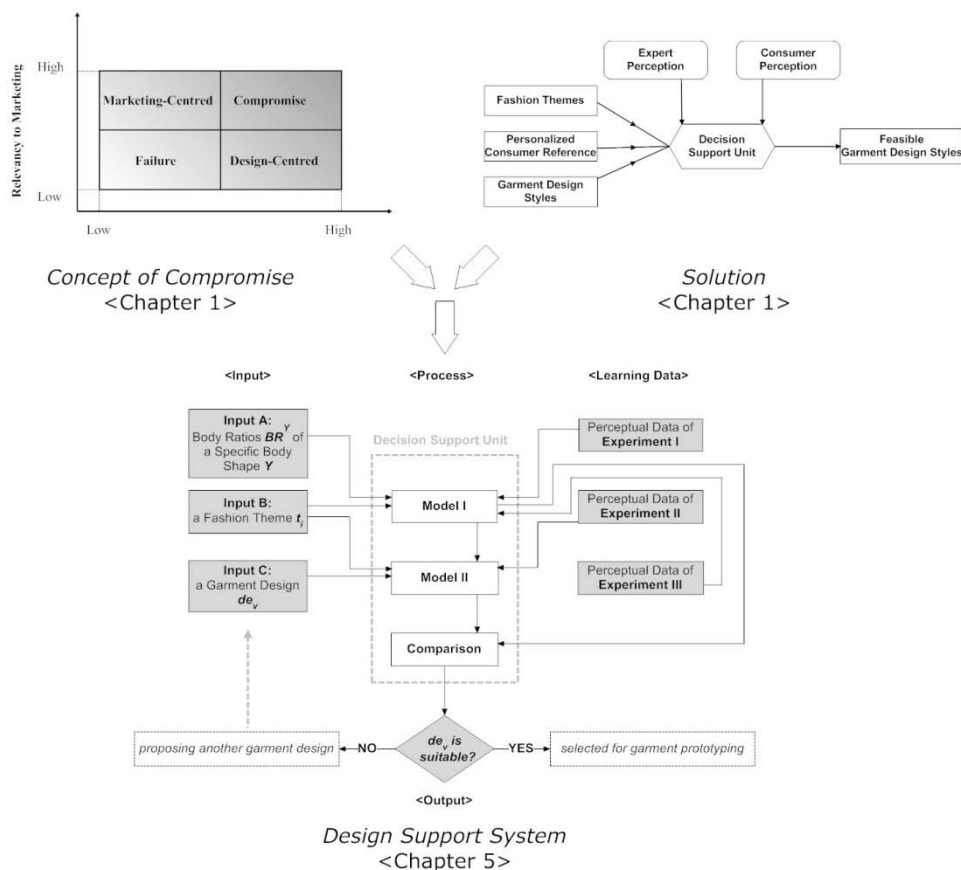 Relevancy to Marketing
High
Low
Marketing-Centred
Compromise
Failure
Design-Centred
Low
High
Concept of Compromise
<Chapter 1>
Expert
Perception
Consumer
Perception
Fashion Themes
Personalized
Consumer Reference
Garment Design
Styles
Decision
Support Unit
Feasible
Garment Design Styles
Solution
<Chapter 1>
<Input>
<Process>
<Learning Data>
Input A:
Body Ratios BR^Y of
a Specific Body
Shape Y
Input B:
a Fashion Theme t_i
Input C:
a Garment Design
de_v
Decision Support Unit
Model I
Model II
Comparison
Perceptual Data of
Experiment I
Perceptual Data of
Experiment II
Perceptual Data of
Experiment III
proposing another garment design
NO
de_v is
suitable?
YES
selected for garment prototyping
<Output>
Design Support System
<Chapter 5>